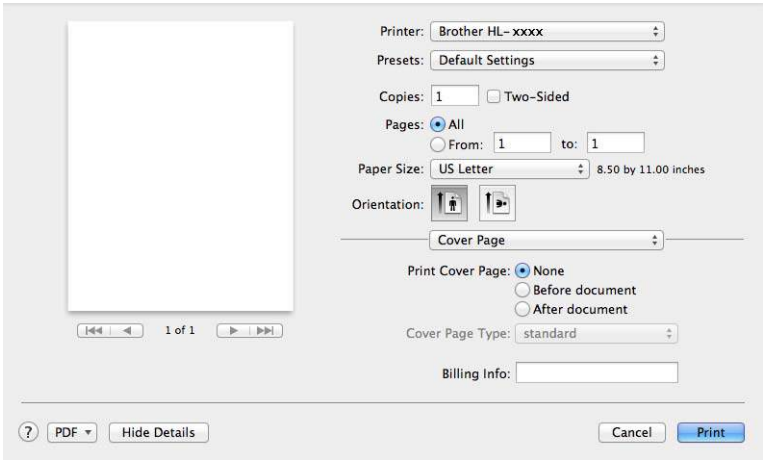 Printer: Brother HL-xxxx
Presets: Default Settings
Copies: 1 Two-Sided
Pages: All
From: 1 to: 1
Paper Size: US Letter 8.50 by 11.00 inches
Orientation:
Cover Page
Print Cover Page: None
Before document
After document
1 of 1
Cover Page Type: standard
Billing Info:
? PDF Hide Details Cancel Print